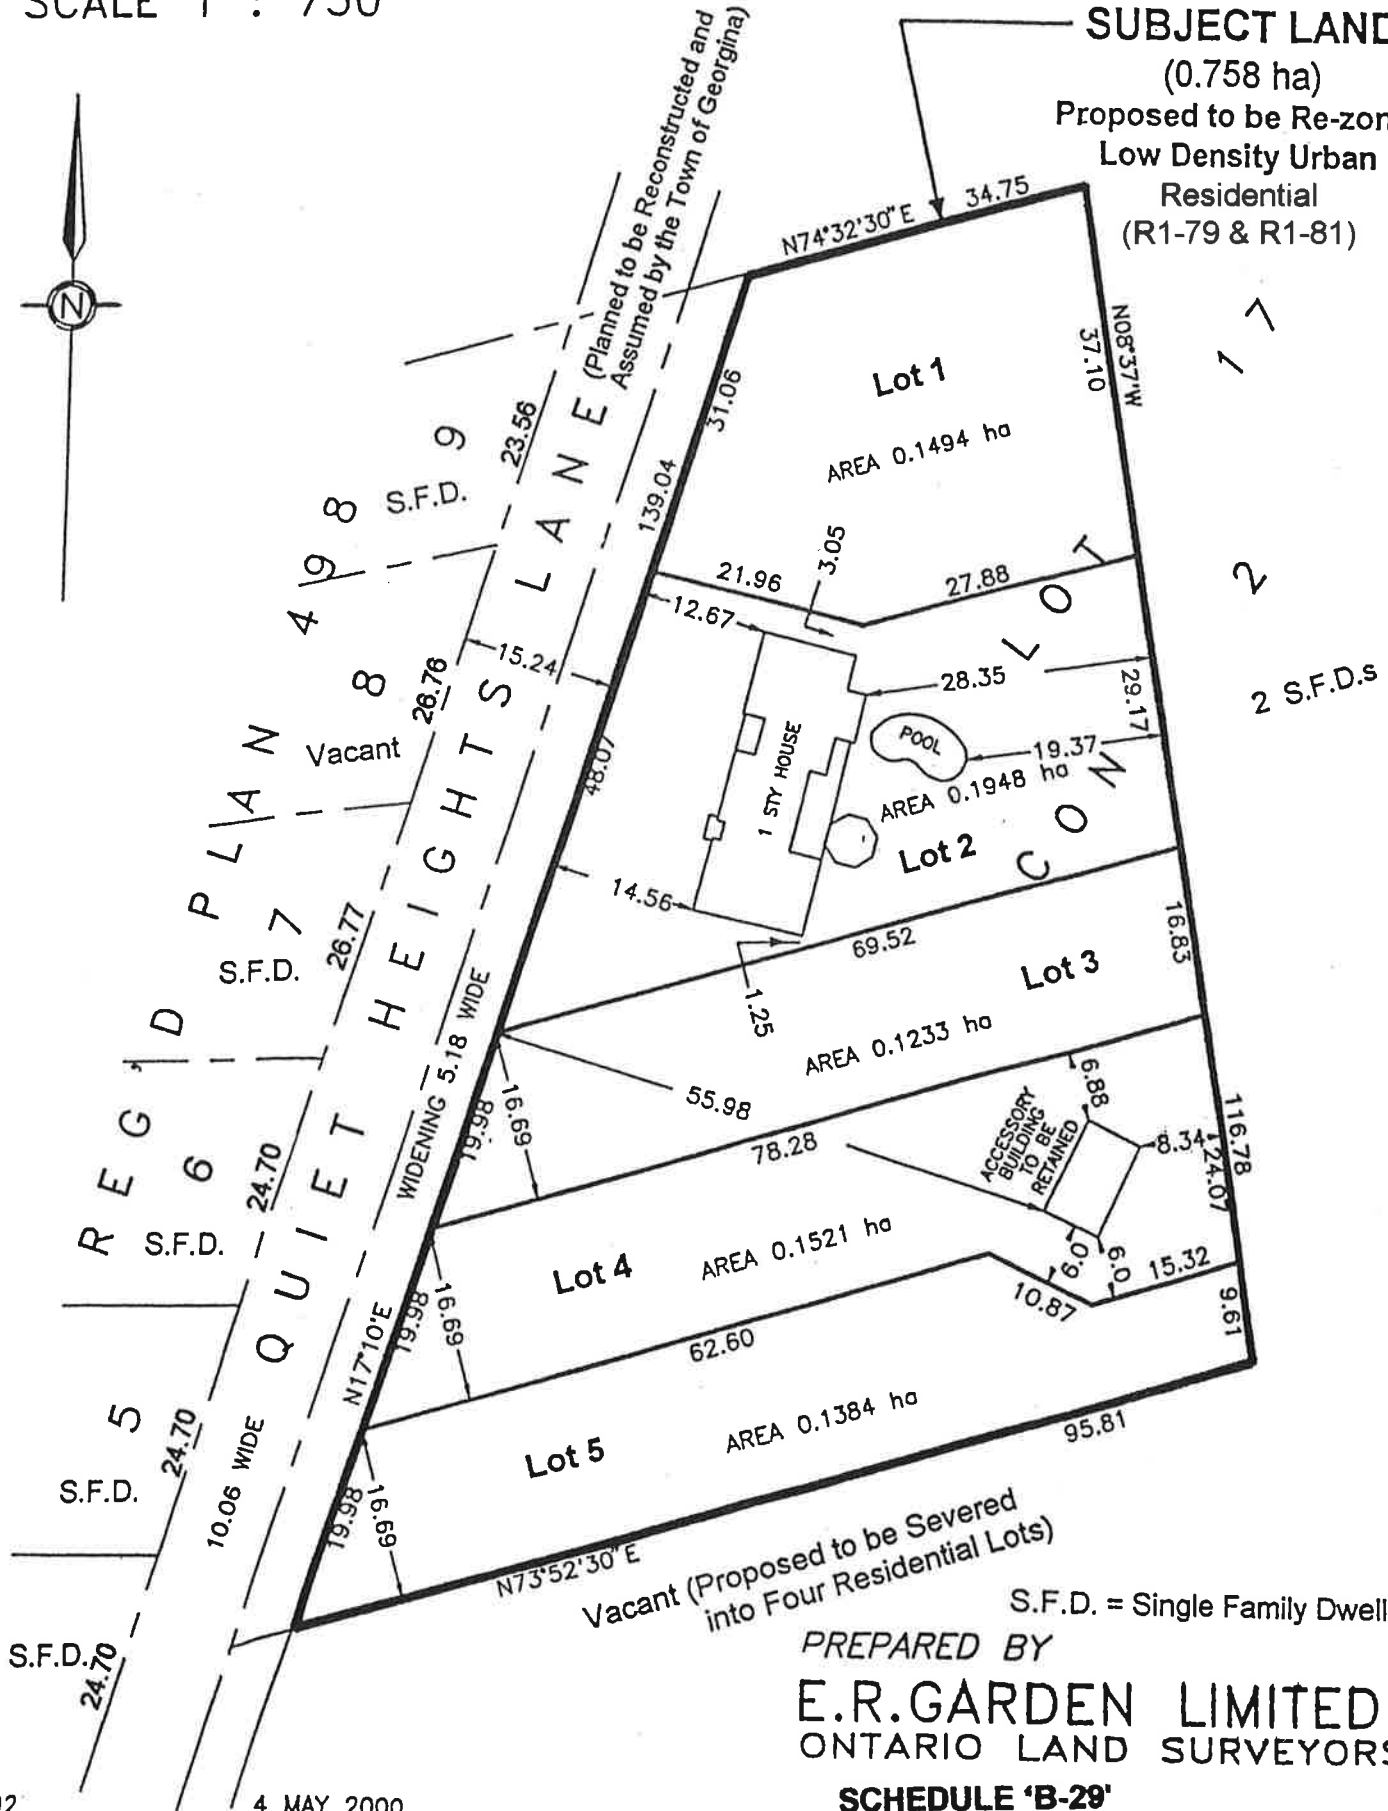 SCALE 1 : 750
SUBJECT LAND
(0.758 ha)
Proposed to be Re-zon
Low Density Urban
Residential
(R1-79 & R1-81)
(Planned to be Reconstructed and
Assumed by the Town of Georgina)
N
N74°32'30"E
34.75
N08°37'W
37.10
17
Lot 1
AREA 0.1494 ha
31.06
139.04
23.56
9
S.F.D.
3.05
21.96
27.88
12.67
15.24
28.35
29.17
2
2 S.F.D.s
LOT
CON
POOL
19.37
1 STY HOUSE
AREA 0.1948 ha
Lot 2
48.07
26.76
8
Vacant
14.56
69.52
16.83
1.25
Lot 3
AREA 0.1233 ha
7
S.F.D.
26.77
REG'D PLAN 498
QUIET HEIGHTS LANE
WIDENING 5.18 WIDE
55.98
16.69
19.98
78.28
6.88
ACCESSORY
BUILDING
TO BE
RETAINED
8.34
116.78
24.07
6
S.F.D.
24.70
Lot 4
AREA 0.1521 ha
6.0
6.0
15.32
10.87
9.61
N17°10'E
19.98
16.69
62.60
5
S.F.D.
24.70
10.06 WIDE
Lot 5
AREA 0.1384 ha
95.81
19.98
16.69
N73°52'30"E
Vacant (Proposed to be Severed
into Four Residential Lots)
S.F.D. = Single Family Dwell
S.F.D.
24.70
PREPARED BY
E.R.GARDEN LIMITED
ONTARIO LAND SURVEYORS
4 MAY 2000
SCHEDULE 'B-29'